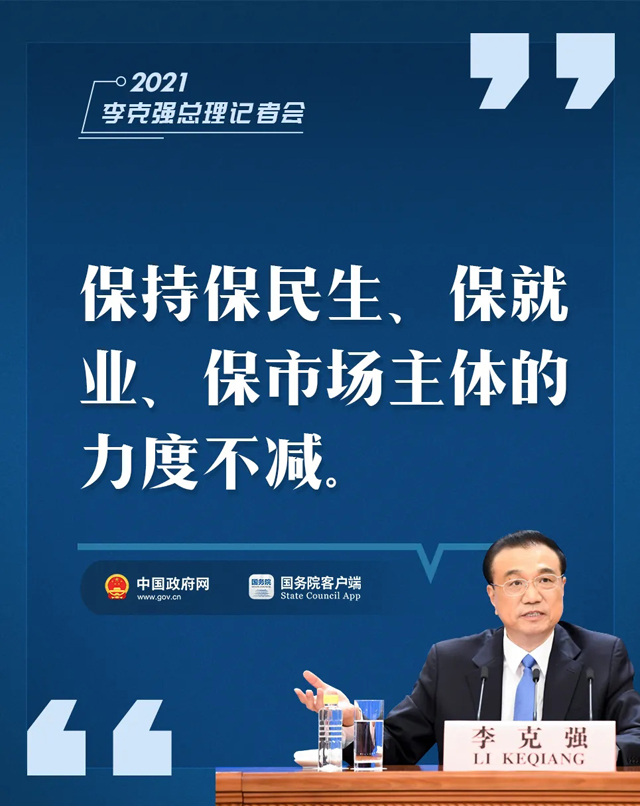 2021
李克强总理记者会
保持保民生、保就
业、保市场主体的
力度不减。
中国政府网
www.gov.cn
国务院
国务院客户端
State Council App
李克强
LI KEQIANG